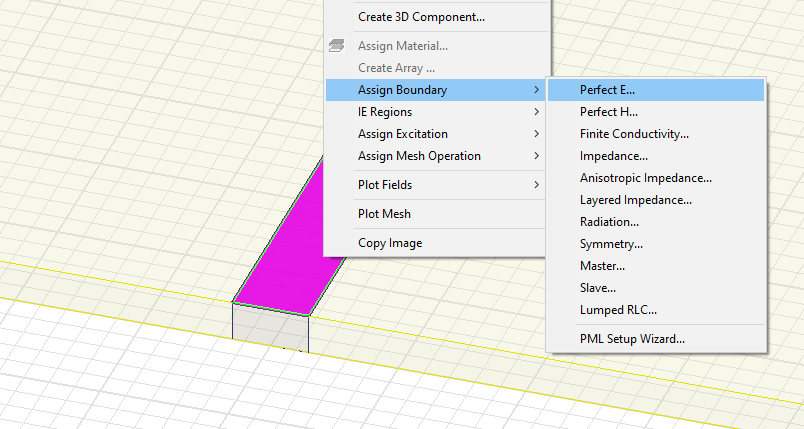 Create 3D Component...
Assign Material...
Create Array ...
Assign Boundary
IE Regions
Assign Excitation
Assign Mesh Operation
Plot Fields
Plot Mesh
Copy Image
Perfect E...
Perfect H...
Finite Conductivity...
Impedance...
Anisotropic Impedance...
Layered Impedance...
Radiation...
Symmetry...
Master...
Slave...
Lumped RLC...
PML Setup Wizard...